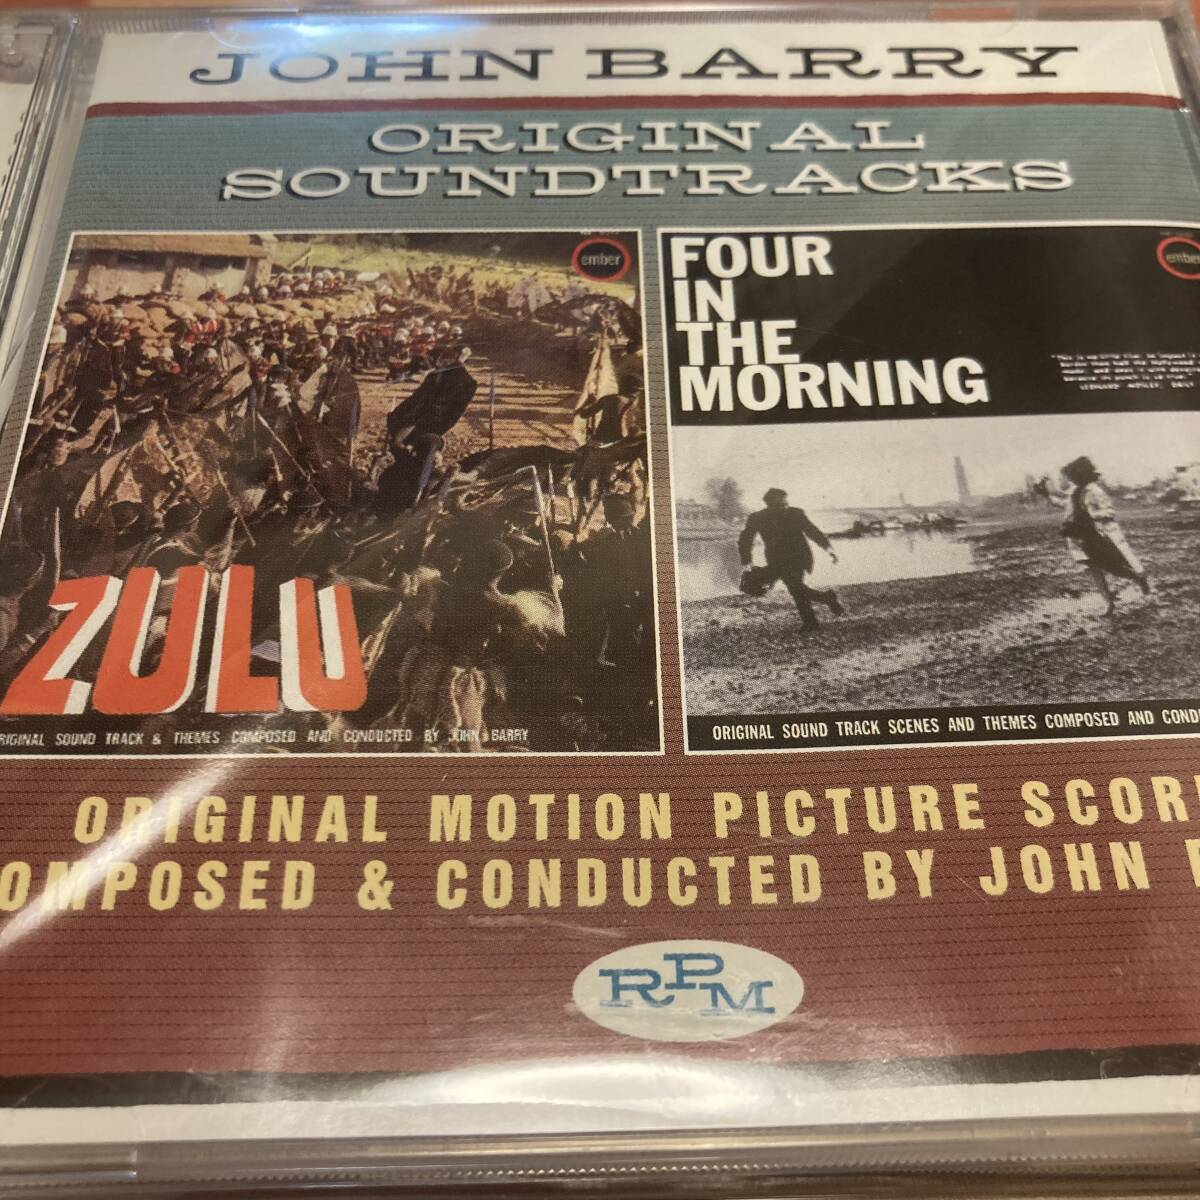 JOHN BARRY
ORIGINAL
SOUNDTRACKS
ember
ZULU
RIGINAL SOUND TRACK & THEMES COMPOSED AND CONDUCTED BY JOHN BARRY
FOUR
IN
THE
MORNING
ember
ORIGINAL SOUND TRACK SCENES AND THEMES COMPOSED AND CONDU
ORIGINAL MOTION PICTURE SCOR
OMPOSED & CONDUCTED BY JOHN
RPM